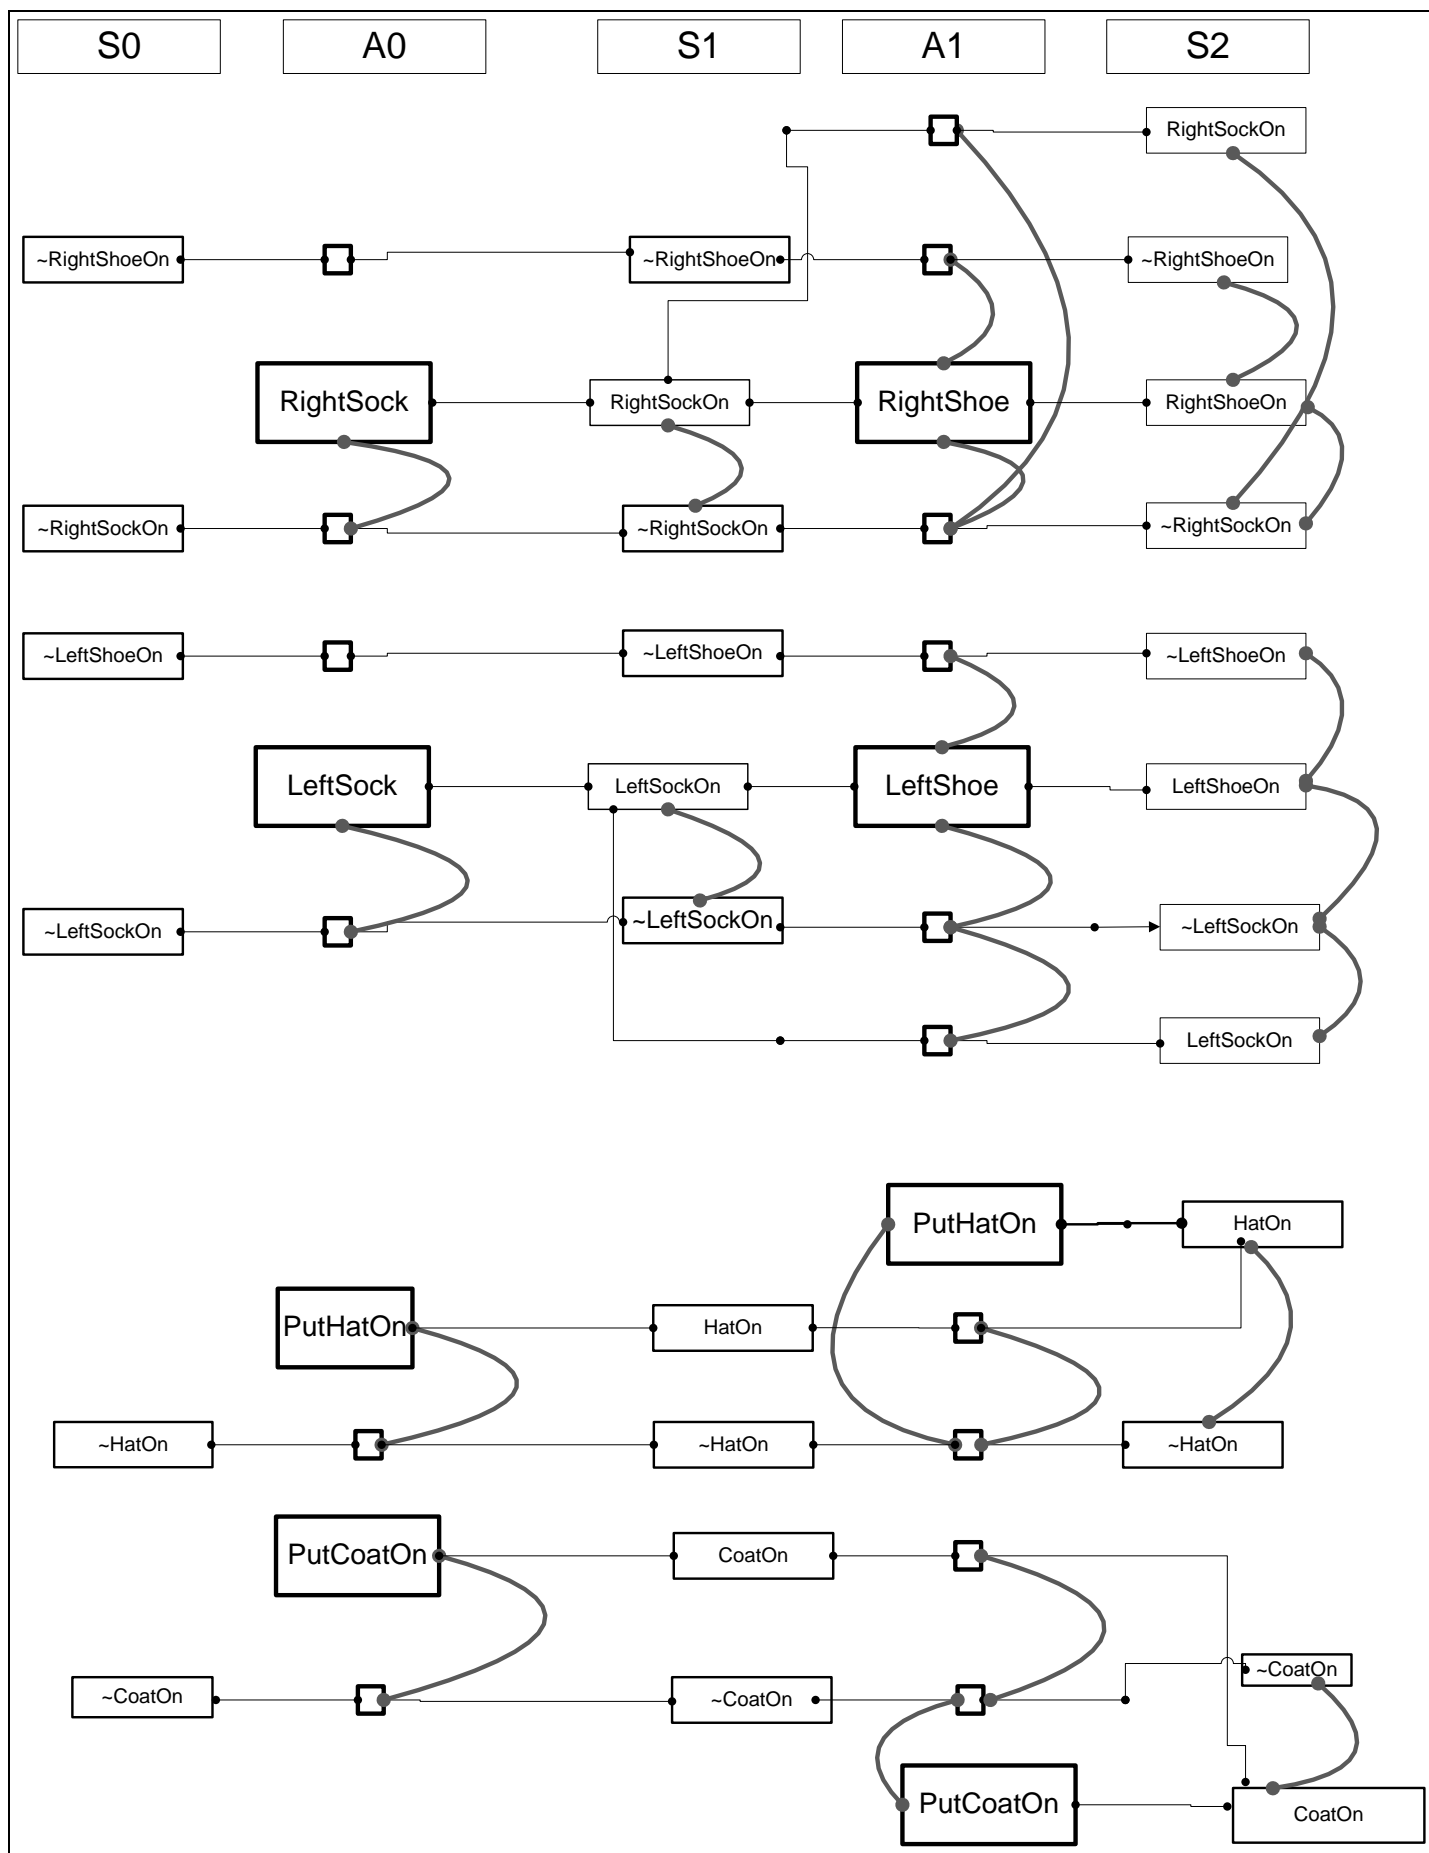 S0 A0 S1 A1 S2
RightSockOn
~RightShoeOn ~RightShoeOn ~RightShoeOn
RightSock RightSockOn RightShoe RightShoeOn
~RightSockOn ~RightSockOn ~RightSockOn
~LeftShoeOn ~LeftShoeOn ~LeftShoeOn
LeftSock LeftSockOn LeftShoe LeftShoeOn
~LeftSockOn ~LeftSockOn ~LeftSockOn
LeftSockOn
PutHatOn HatOn
PutHatOn HatOn
~HatOn ~HatOn ~HatOn
PutCoatOn CoatOn
~CoatOn
~CoatOn ~CoatOn
PutCoatOn CoatOn